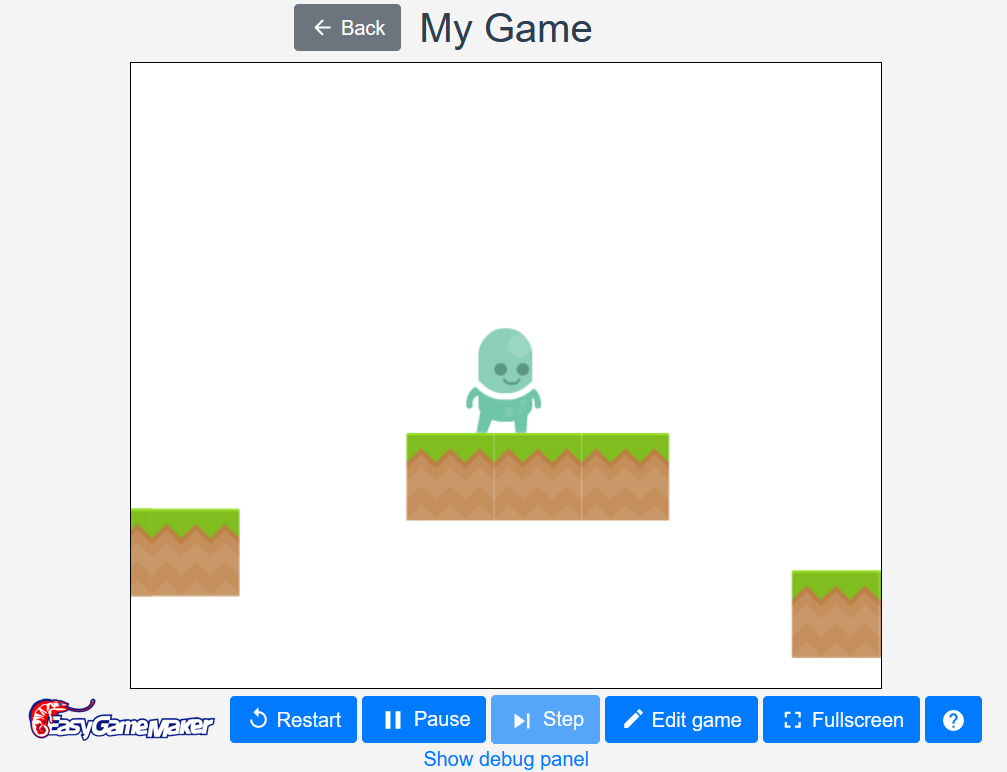 Back
My Game
EasyGameMaker
Restart
Pause
Step
Edit game
Fullscreen
?
Show debug panel